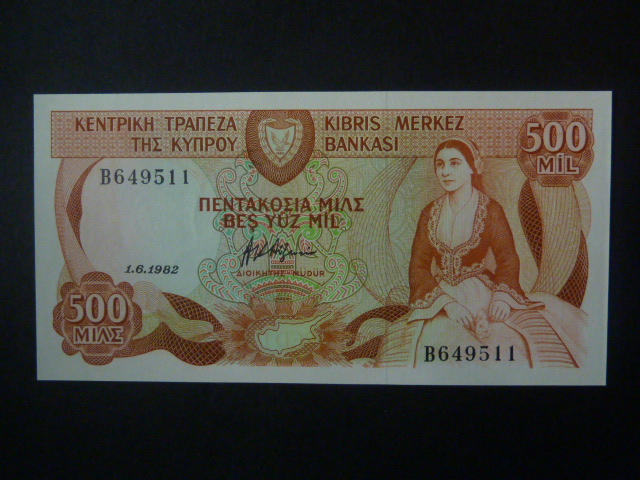 ΚΕΝΤΡΙΚΗ ΤΡΑΠΕΖΑ
ΤΗΣ ΚΥΠΡΟΥ
KIBRIS MERKEZ
BANKASI
500
MİL
B649511
ΠΕΝΤΑΚΟΣΙΑ ΜΙΛΣ
BEŞ YÜZ MİL
ΔΙΟΙΚΗΤΗΣ - MÜDÜR
1.6.1982
500
ΜΙΛΣ
B649511